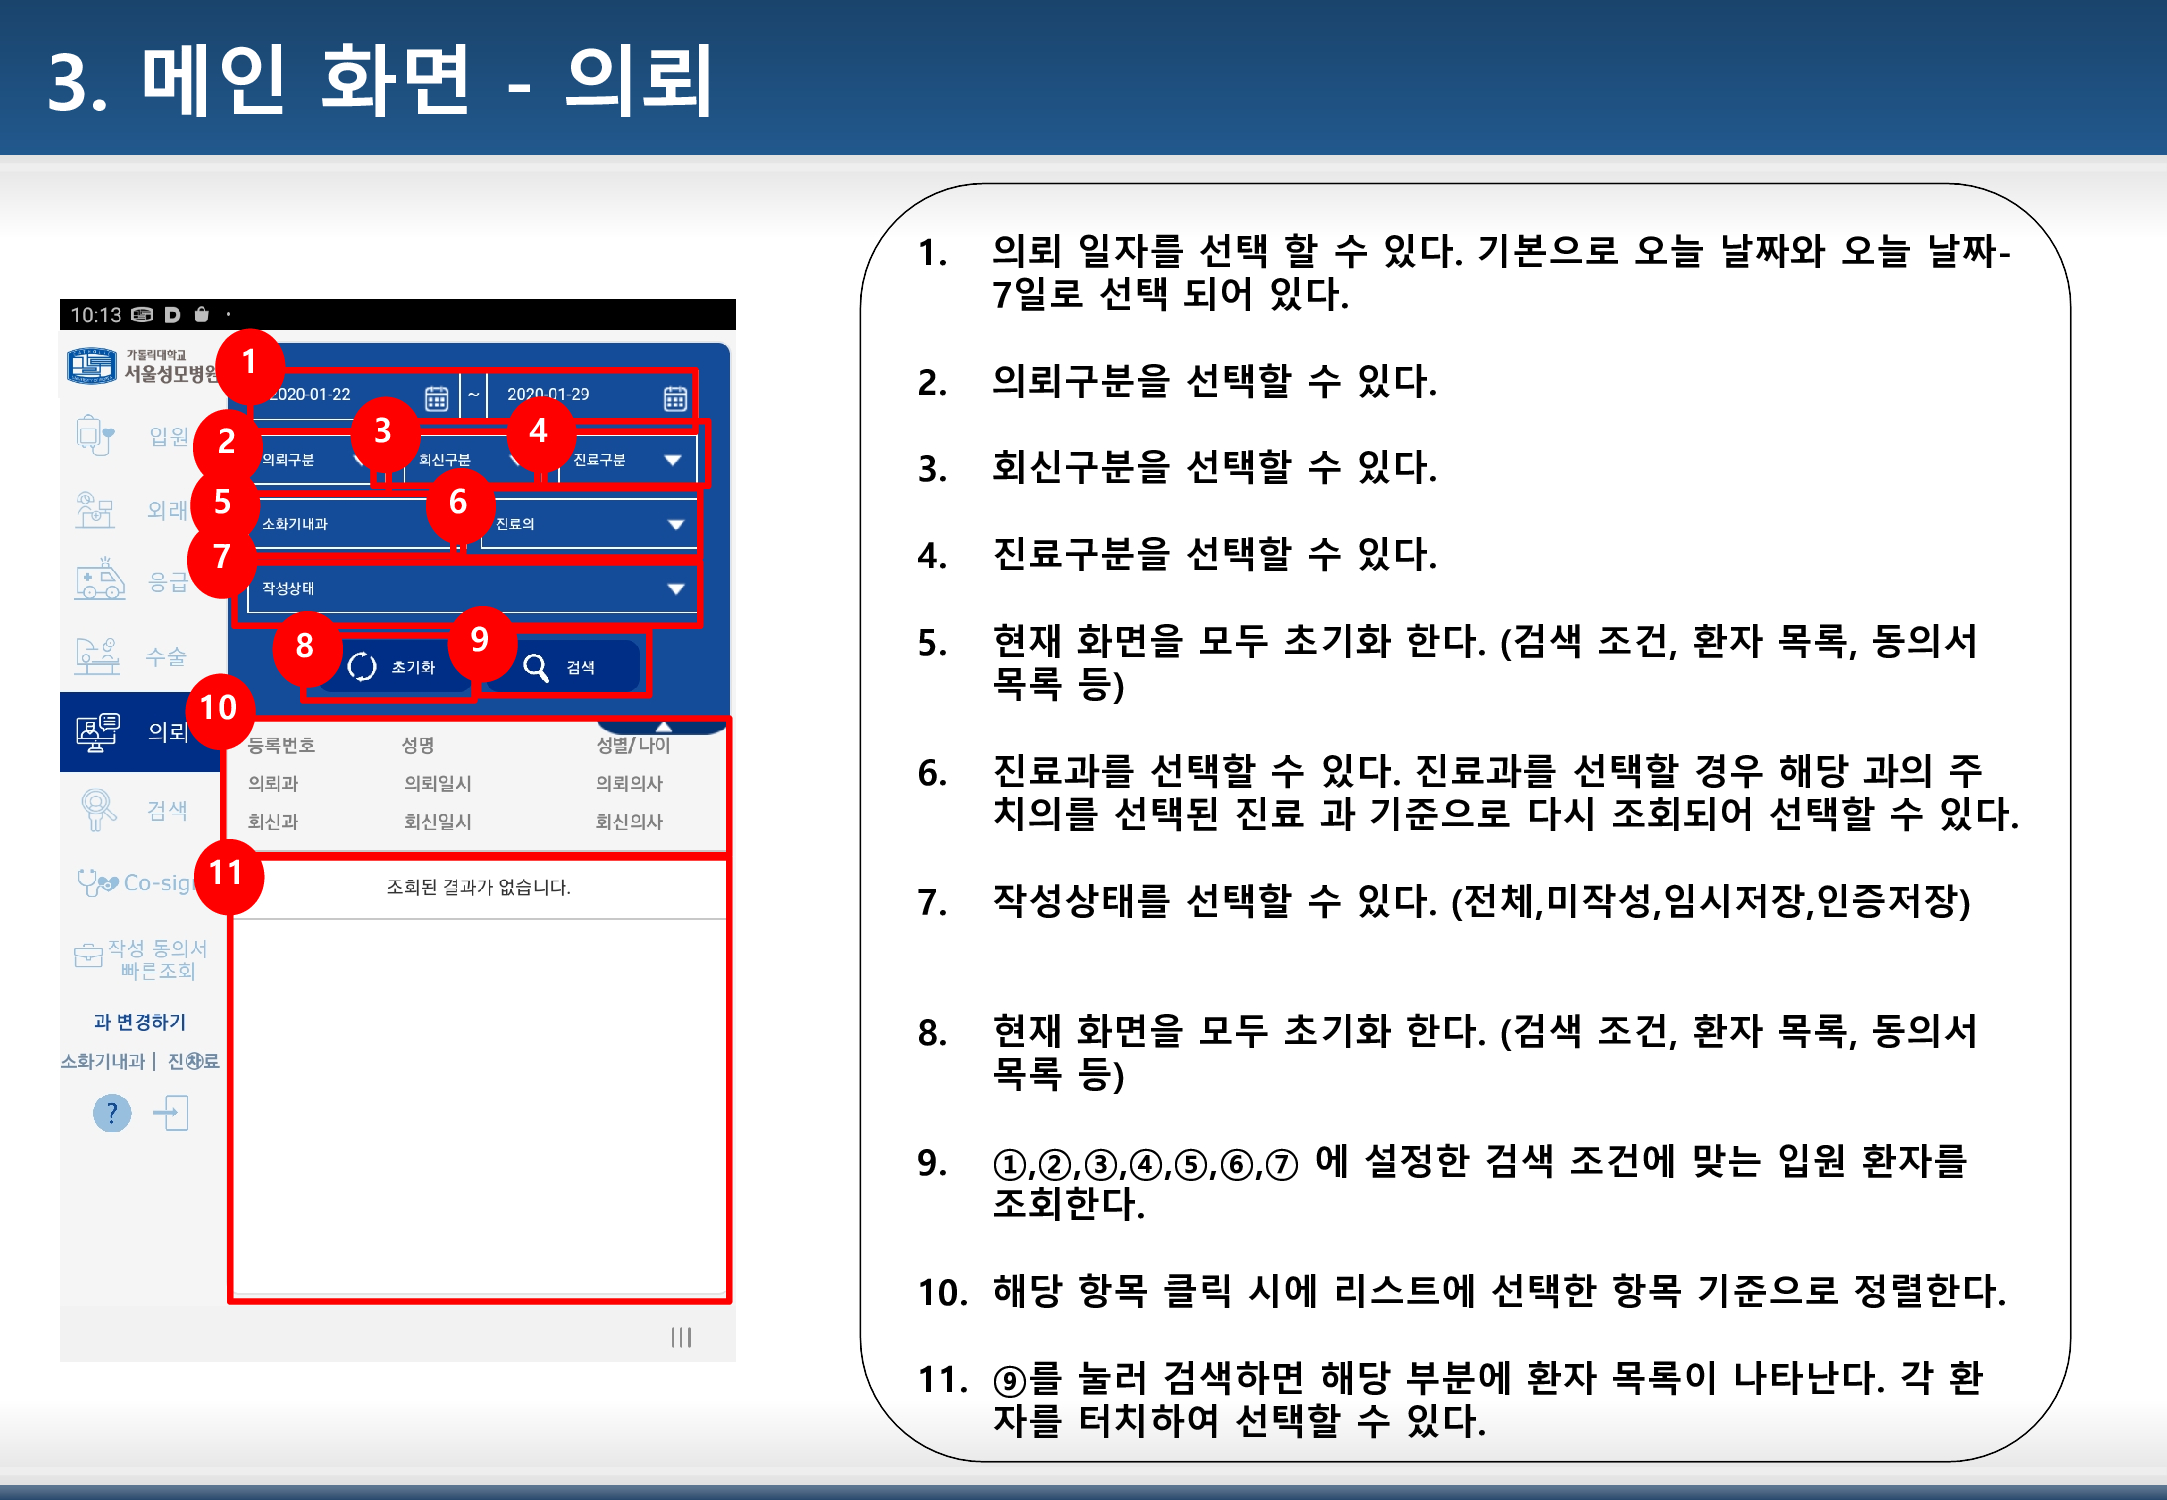 3. 메인 화면 - 의뢰
10:13
가톨릭대학교
서울성모병원
1
2020-01-22
~
2020-01-29
입원
2
3
4
의뢰구분
회신구분
진료구분
외래
5
6
소화기내과
진료의
7
응급
작성상태
수술
8
9
초기화
검색
10
의뢰
등록번호
성명
성별/나이
의뢰과
의뢰일시
의뢰의사
검색
회신과
회신일시
회신의사
11
Co-sig
조회된 결과가 없습니다.
작성 동의서
빠른조회
과 변경하기
소화기내과 |
?
1. 의뢰 일자를 선택 할 수 있다. 기본으로 오늘 날짜와 오늘 날짜-
7일로 선택 되어 있다.
2. 의뢰구분을 선택할 수 있다.
3. 회신구분을 선택할 수 있다.
4. 진료구분을 선택할 수 있다.
5. 현재 화면을 모두 초기화 한다. (검색 조건, 환자 목록, 동의서
목록 등)
6. 진료과를 선택할 수 있다. 진료과를 선택할 경우 해당 과의 주
치의를 선택된 진료 과 기준으로 다시 조회되어 선택할 수 있다.
7. 작성상태를 선택할 수 있다. (전체,미작성,임시저장,인증저장)
8. 현재 화면을 모두 초기화 한다. (검색 조건, 환자 목록, 동의서
목록 등)
9. ①,②,③,④,⑤,⑥,⑦ 에 설정한 검색 조건에 맞는 입원 환자를
조회한다.
10. 해당 항목 클릭 시에 리스트에 선택한 항목 기준으로 정렬한다.
11. ⑨를 눌러 검색하면 해당 부분에 환자 목록이 나타난다. 각 환
자를 터치하여 선택할 수 있다.